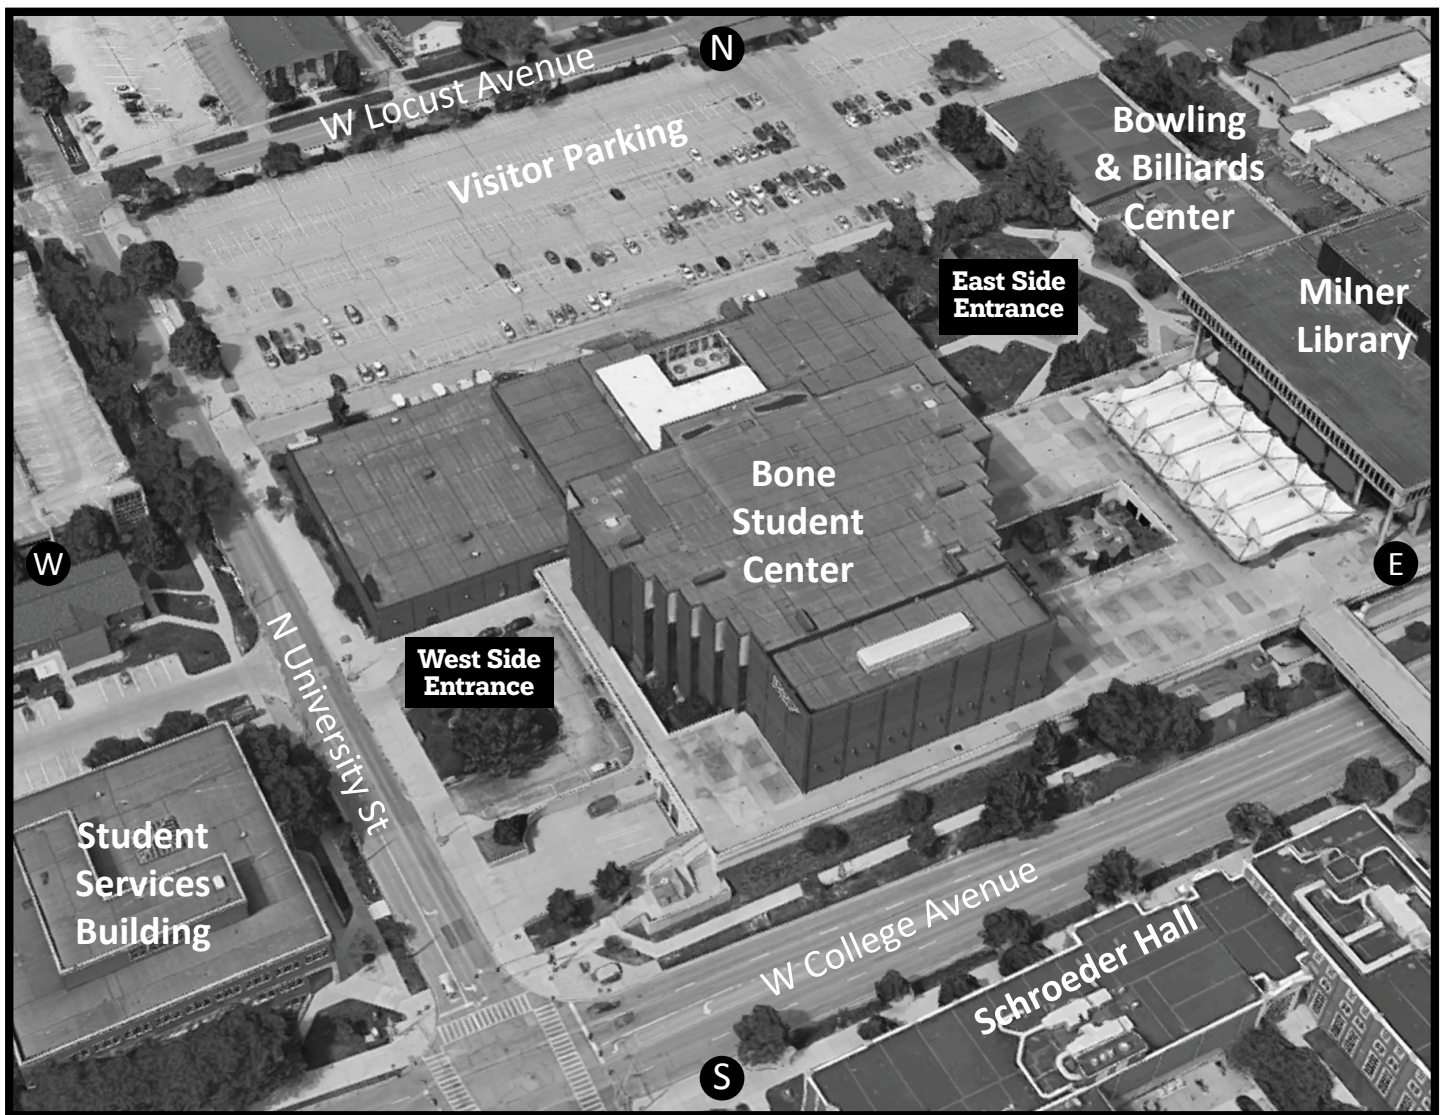 N
W Locust Avenue
Visitor Parking
Bowling
& Billiards
Center
East Side
Entrance
Milner
Library
Bone
Student
Center
W
E
N University St
West Side
Entrance
Student
Services
Building
W College Avenue
Schroeder Hall
S